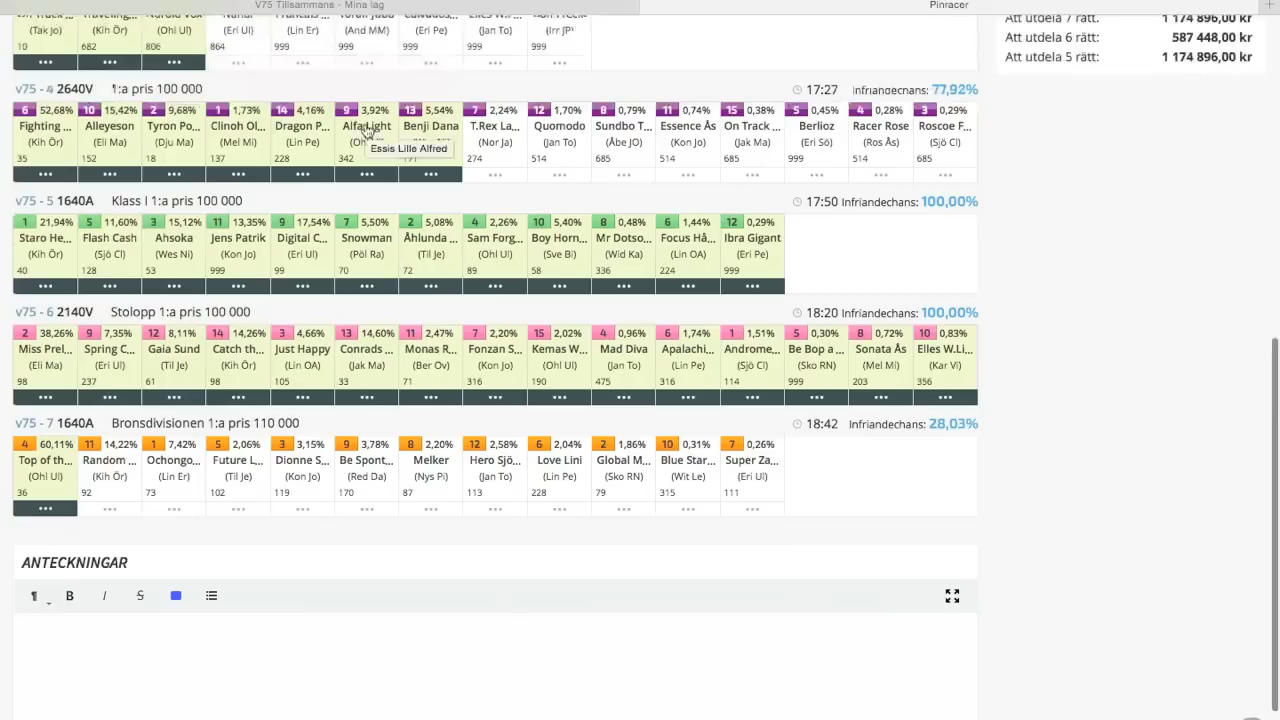 V75 Tillsammans - Mina lag Pinracer
(Tak Jo) (Kih Ör) (Ohl Ul) (Eri Ul) (Lin Er) (And MM) (Eri Pe) (Jan To) (Irr JP)
10 682 806 864 999 999 999 999 999
Att utdela 7 rätt: 1 174 896,00 kr
Att utdela 6 rätt: 587 448,00 kr
Att utdela 5 rätt: 1 174 896,00 kr
v75 - 4 2640V 1:a pris 100 000 17:27 Infriandechans: 77,92%
6 52,68% 10 15,42% 2 9,68% 1 1,73% 14 4,16% 9 3,92% 13 5,54% 7 2,24% 12 1,70% 8 0,79% 11 0,74% 15 0,38% 5 0,45% 4 0,28% 3 0,29%
Fighting ... Alleyeson Tyron Po... Clinoh Ol... Dragon P... Alfa Light Benji Dana T.Rex La... Quomodo Sundbo T... Essence Ås On Track ... Berlioz Racer Rose Roscoe F...
(Kih Ör) (Eli Ma) (Dju Ma) (Mel Mi) (Lin Pe) (Nor Ja) (Jan To) (Åbe JO) (Kon Jo) (Jak Ma) (Eri Sö) (Ros Ås) (Sjö Cl)
Essis Lille Alfred
35 152 18 137 228 342 171 274 514 685 514 685 999 514 685
v75 - 5 1640A Klass I 1:a pris 100 000 17:50 Infriandechans: 100,00%
1 21,94% 5 11,60% 3 15,12% 11 13,35% 9 17,54% 7 5,50% 2 5,08% 4 2,26% 10 5,40% 8 0,48% 6 1,44% 12 0,29%
Staro He... Flash Cash Ahsoka Jens Patrik Digital C... Snowman Åhlunda ... Sam Forg... Boy Horn... Mr Dotso... Focus Hå... Ibra Gigant
(Kih Ör) (Sjö Cl) (Wes Ni) (Kon Jo) (Eri Ul) (Pöl Ra) (Til Je) (Ohl Ul) (Sve Bi) (Wid Ka) (Lin OA) (Eri Pe)
40 128 53 999 99 70 72 89 58 336 224 999
v75 - 6 2140V Stolopp 1:a pris 100 000 18:20 Infriandechans: 100,00%
2 38,26% 9 7,35% 12 8,11% 14 14,26% 3 4,66% 13 14,60% 11 2,47% 7 2,20% 15 2,02% 4 0,96% 6 1,74% 1 1,51% 5 0,30% 8 0,72% 10 0,83%
Miss Prel... Spring C... Gaia Sund Catch th... Just Happy Conrads ... Monas R... Fonzan S... Kemas W... Mad Diva Apalachi... Androme... Be Bop a ... Sonata Ås Elles W.Li...
(Eli Ma) (Eri Ul) (Til Je) (Kih Ör) (Lin OA) (Jak Ma) (Ber Ov) (Kon Jo) (Ohl Ul) (Jan To) (Lin Pe) (Sjö Cl) (Sko RN) (Mel Mi) (Kar Vi)
98 237 61 98 105 33 71 316 190 475 316 114 999 203 356
v75 - 7 1640A Bronsdivisionen 1:a pris 110 000 18:42 Infriandechans: 28,03%
4 60,11% 11 14,22% 1 7,42% 5 2,06% 3 3,15% 9 3,78% 8 2,20% 12 2,58% 6 2,04% 2 1,86% 10 0,31% 7 0,26%
Top of th... Random ... Ochongo... Future L... Dionne S... Be Spont... Melker Hero Sjö... Love Lini Global M... Blue Star... Super Za...
(Ohl Ul) (Kih Ör) (Lin Er) (Til Je) (Kon Jo) (Red Da) (Nys Pi) (Jan To) (Lin Pe) (Sko RN) (Wit Le) (Eri Ul)
36 92 73 102 119 170 87 113 228 79 315 111
ANTECKNINGAR
¶ B I S